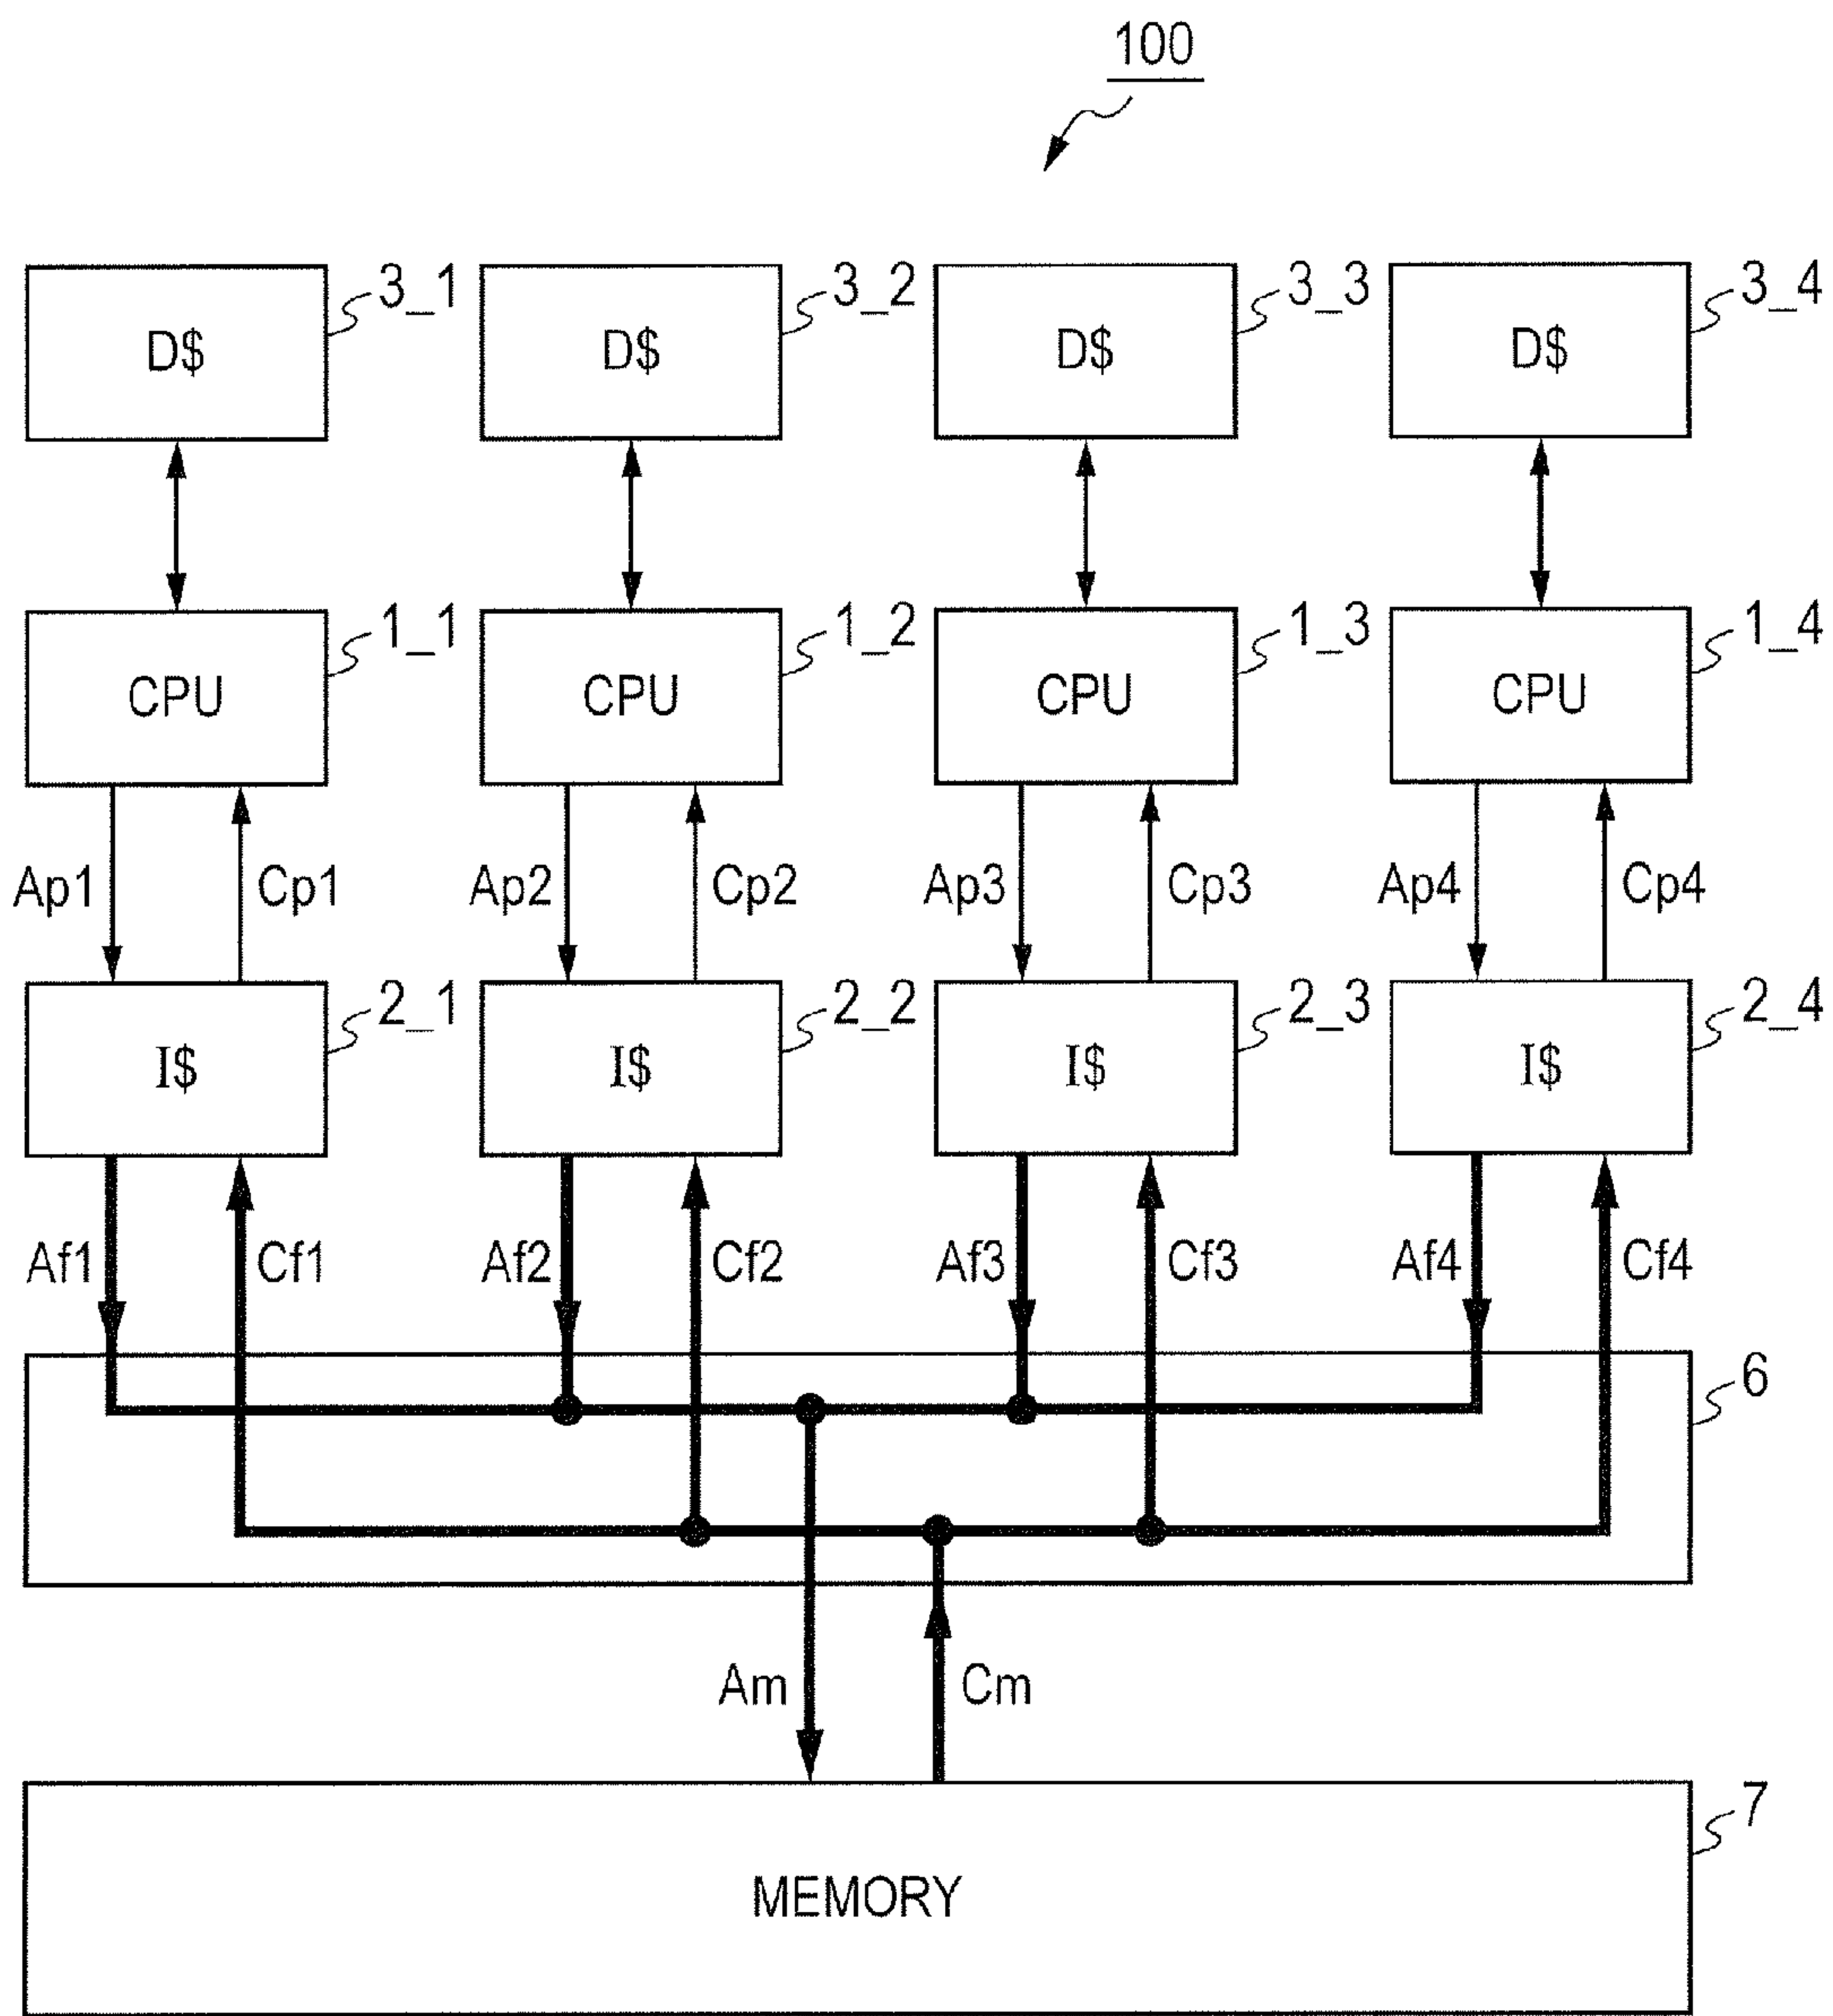 100
3_1 3_2 3_3 3_4
D$ D$ D$ D$
1_1 1_2 1_3 1_4
CPU CPU CPU CPU
Ap1 Cp1 Ap2 Cp2 Ap3 Cp3 Ap4 Cp4
2_1 2_2 2_3 2_4
I$ I$ I$ I$
Af1 Cf1 Af2 Cf2 Af3 Cf3 Af4 Cf4
6
Am Cm
7
MEMORY